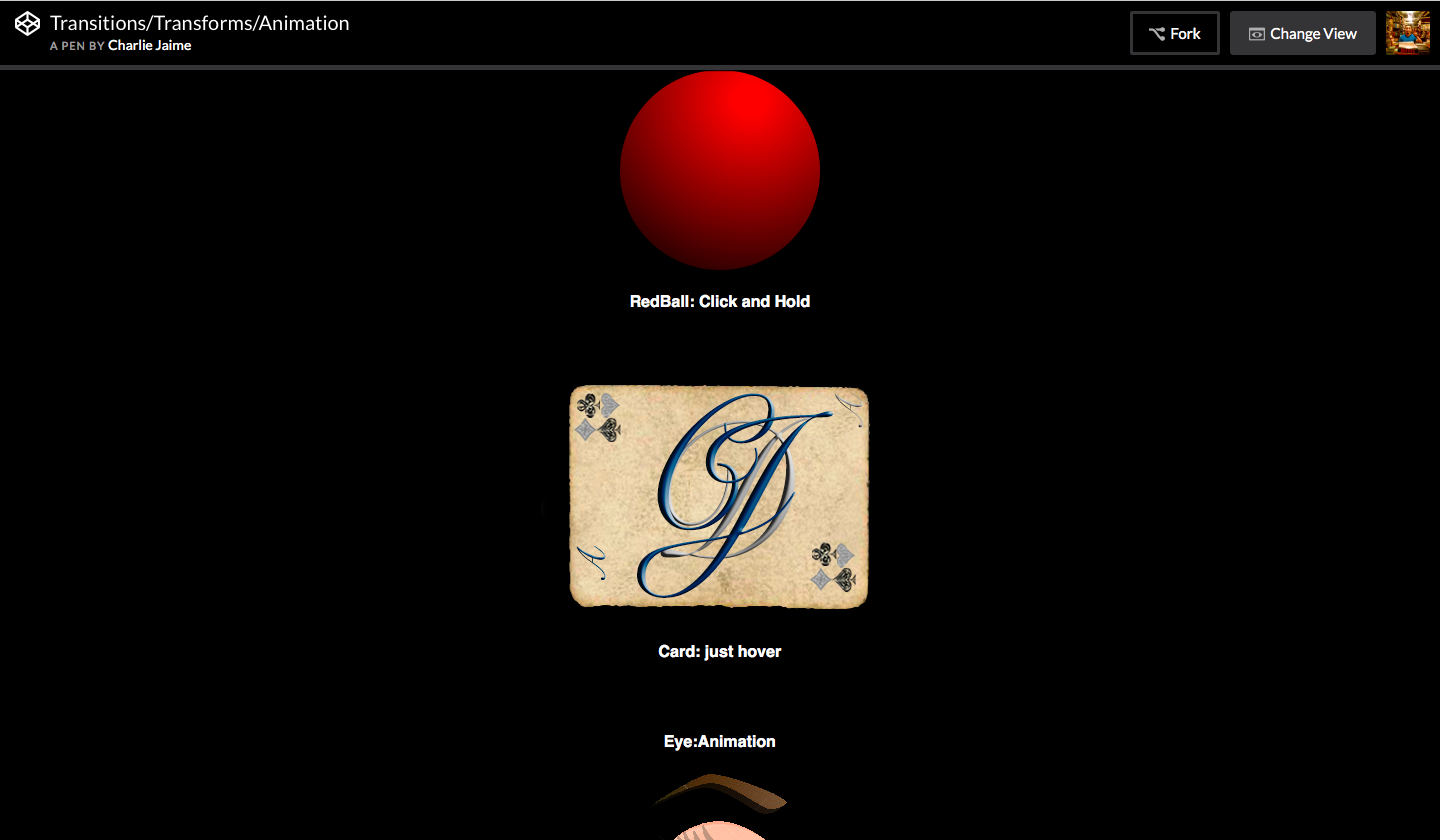 Transitions/Transforms/Animation
A PEN BY Charlie Jaime
Fork
Change View
RedBall: Click and Hold
Card: just hover
Eye:Animation